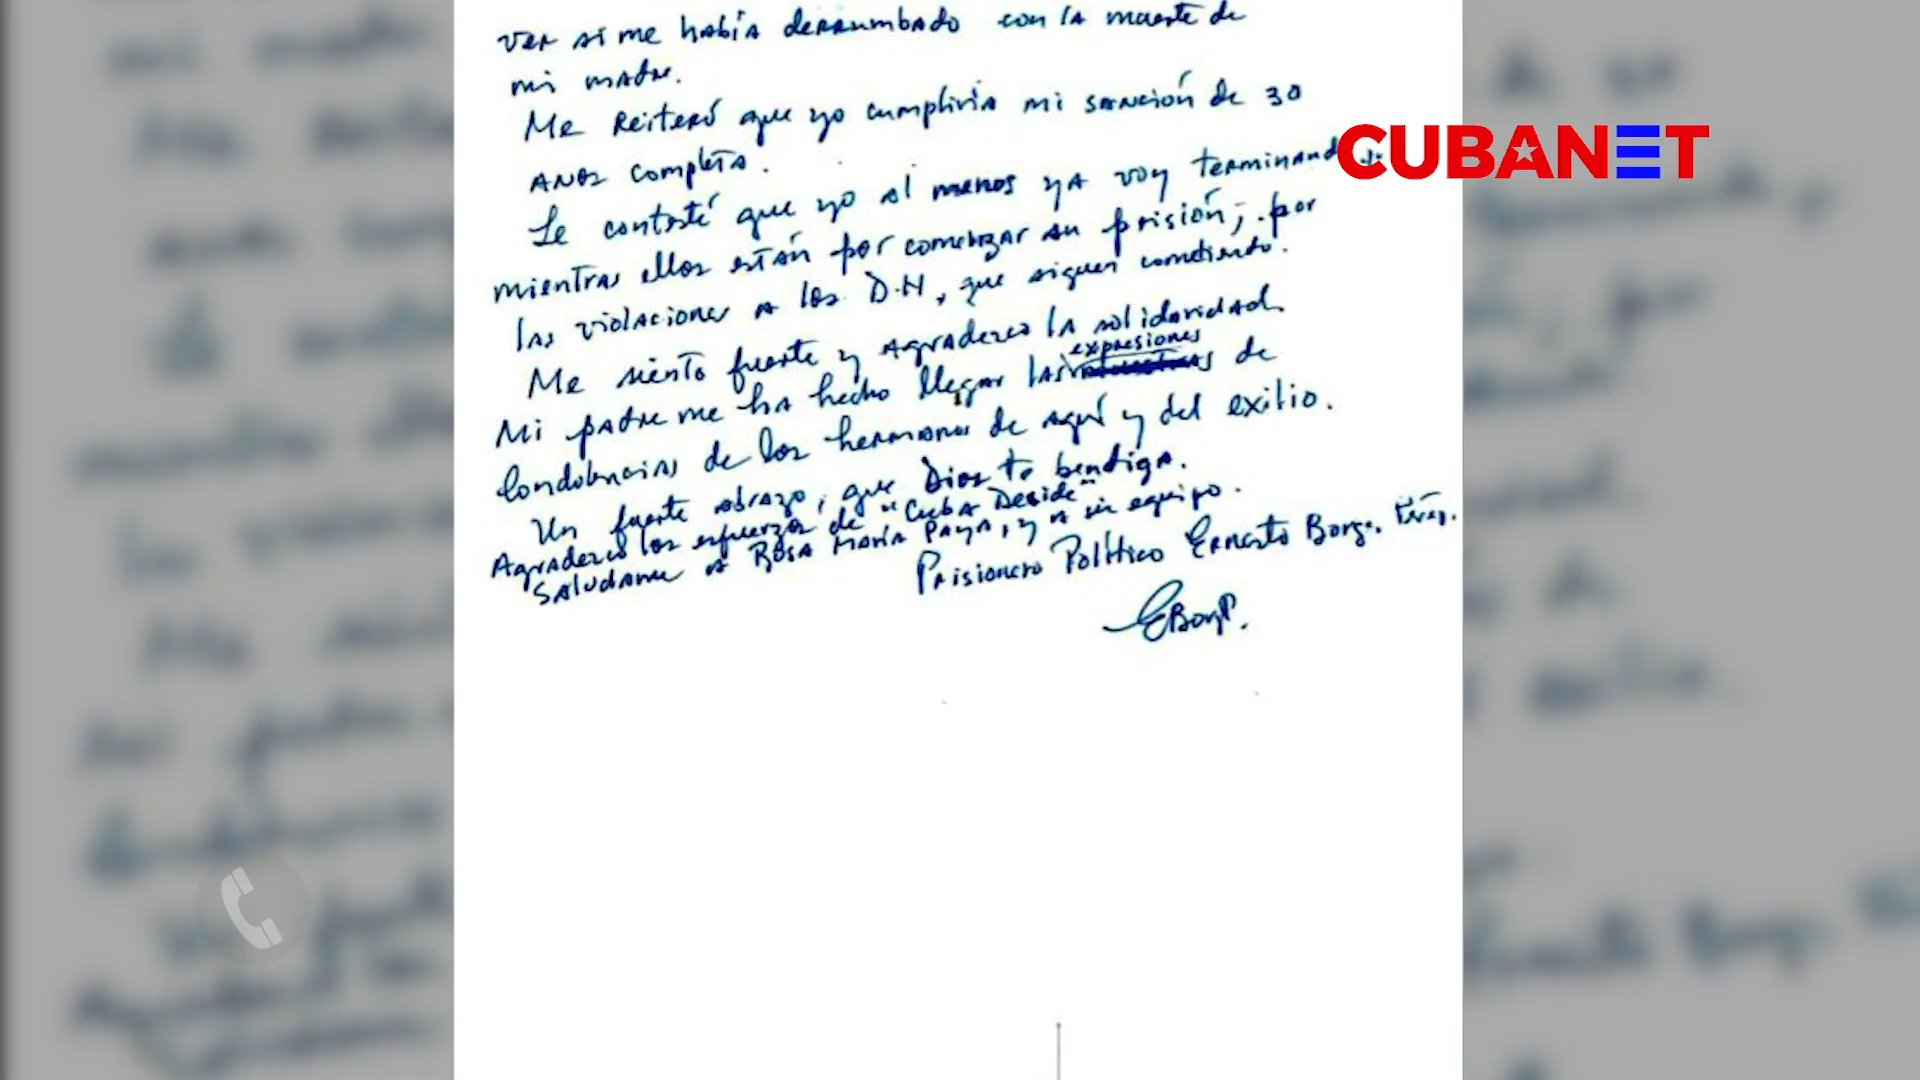 ver si me había derrumbado con la muerte de
mi madre.
Me Reiteró que yo cumpliría mi sanción de 30
años completa.
Le contesté que yo al menos ya voy terminando
mientras ellos están por comenzar su prisión, por
las violaciones a los D.H, que siguen cometiendo.
Me siento fuerte y agradezco la solidaridad
expresiones
Mi padre me ha hecho llegar las de
Condolencias de los hermanos de aquí y del exilio.
Un fuerte abrazo, que Dios te bendiga.
Agradezco los esfuerzos de "Cuba Deside"
Saludame a Rosa María Paya, y a su equipo.
Prisionero Político Ernesto Borges Pérez.
EBorgP.
CUBANET